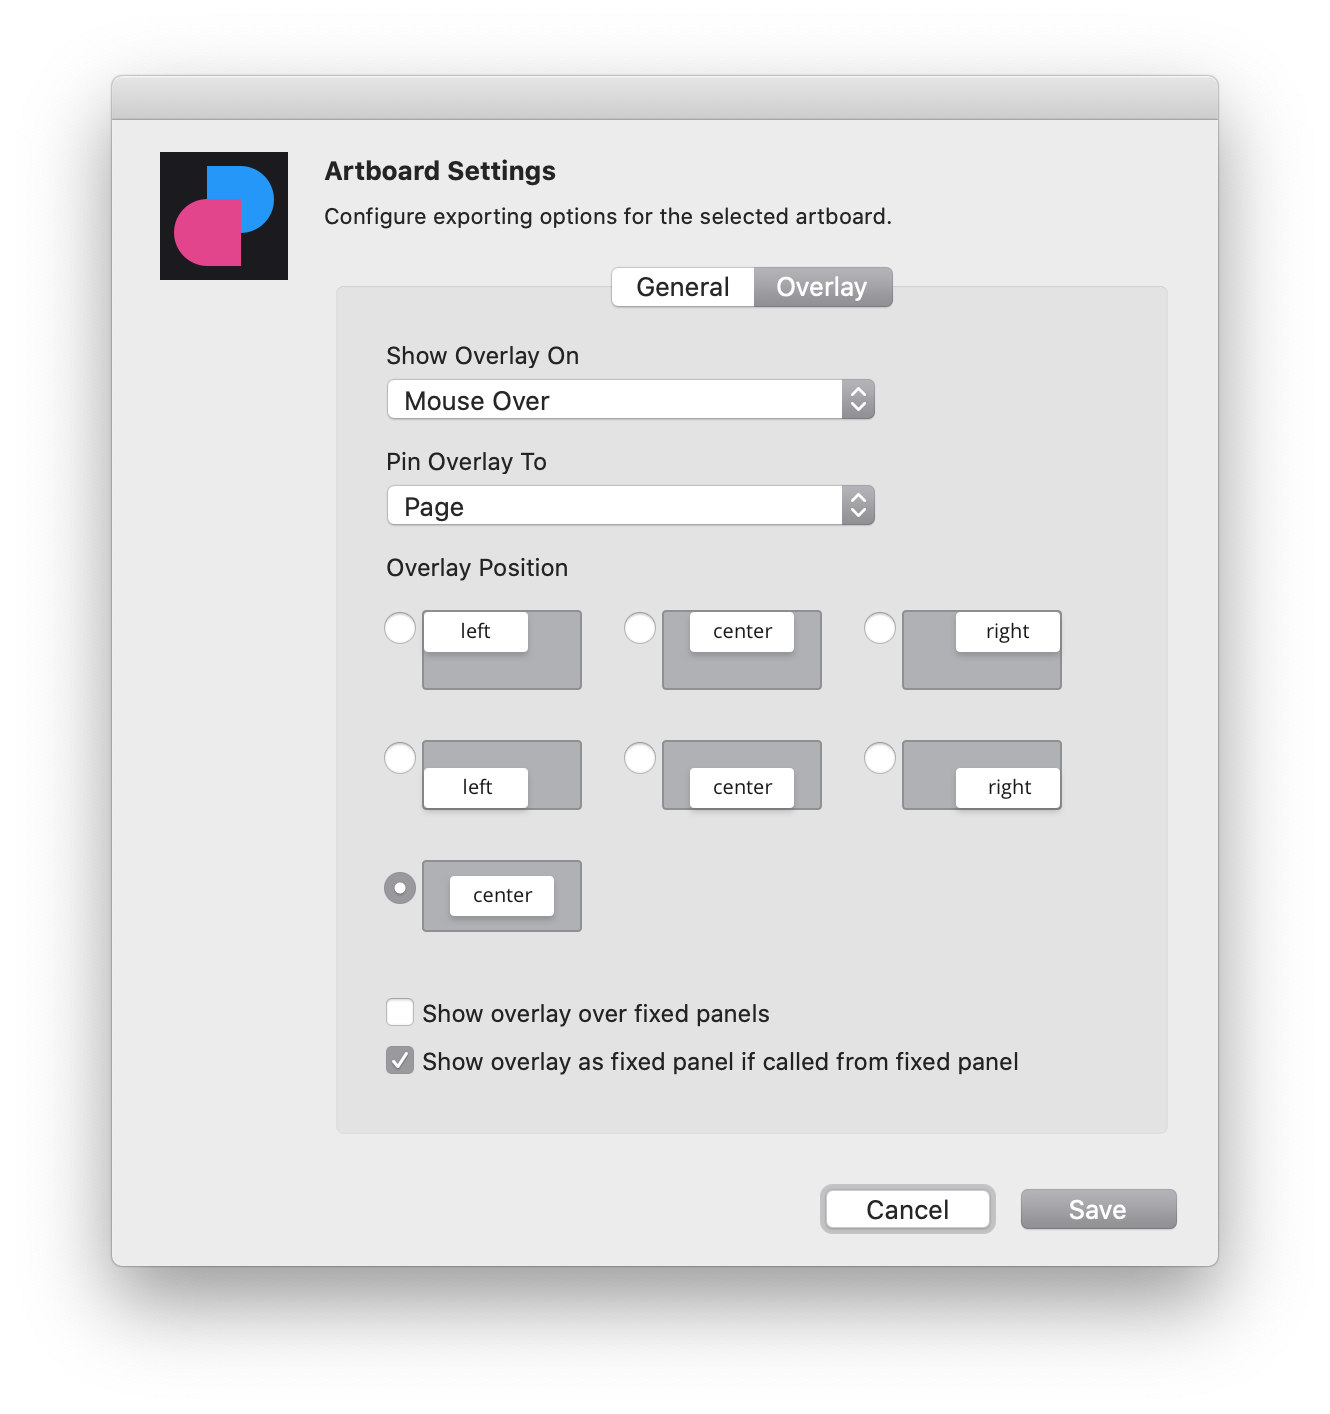 Artboard Settings
Configure exporting options for the selected artboard.
General Overlay
Show Overlay On
Mouse Over
Pin Overlay To
Page
Overlay Position
left center right
left center right
center
Show overlay over fixed panels
Show overlay as fixed panel if called from fixed panel
Cancel Save